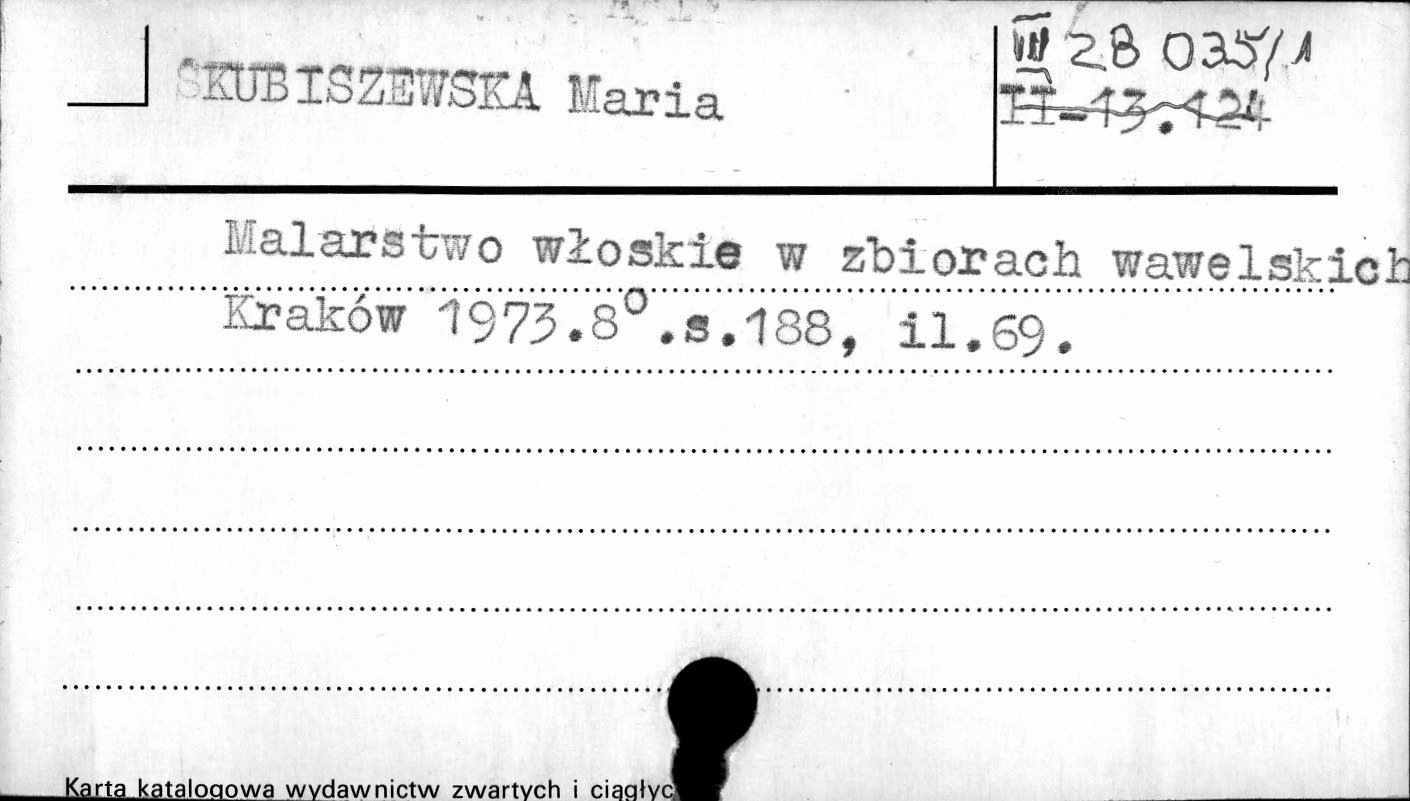 SKUBISZEWSKA Maria
III 28 035/1
II-13.124
Malarstwo włoskie w zbiorach wawelskich
Kraków 1973.8°.s.188, il.69.
Karta katalogowa wydawnictw zwartych i ciągłyc